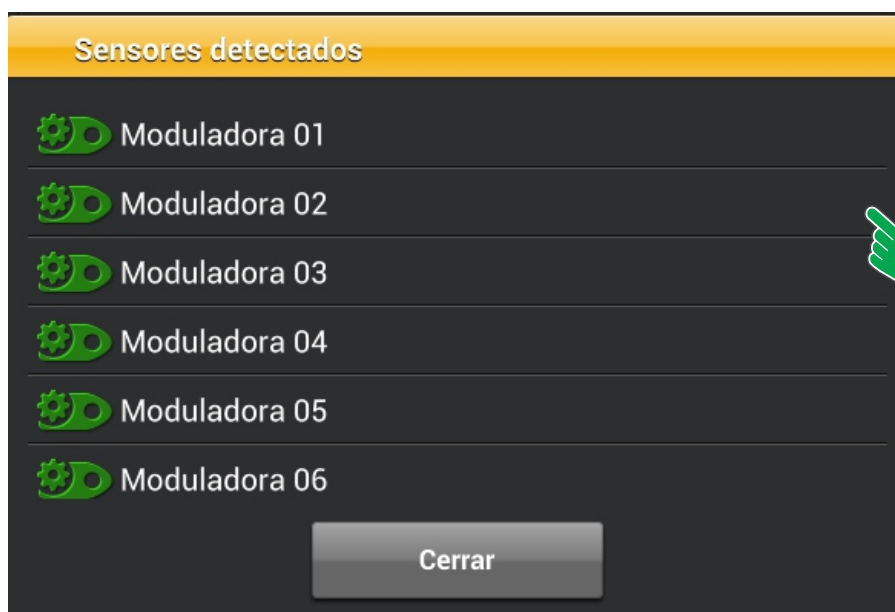 Sensores detectados
Moduladora 01
Moduladora 02
Moduladora 03
Moduladora 04
Moduladora 05
Moduladora 06
Cerrar